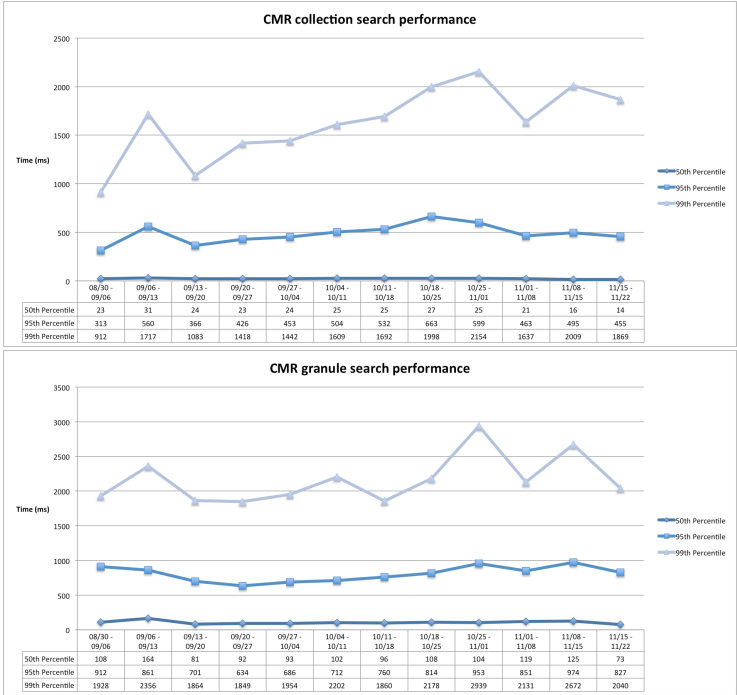 CMR collection search performance
2500
2000
1500
Time (ms)
1000
500
0
50th Percentile
95th Percentile
99th Percentile
08/30 - 09/06 09/06 - 09/13 09/13 - 09/20 09/20 - 09/27 09/27 - 10/04 10/04 - 10/11 10/11 - 10/18 10/18 - 10/25 10/25 - 11/01 11/01 - 11/08 11/08 - 11/15 11/15 - 11/22
50th Percentile 23 31 24 23 24 25 25 27 25 21 16 14
95th Percentile 313 560 366 426 453 504 532 663 599 463 495 455
99th Percentile 912 1717 1083 1418 1442 1609 1692 1998 2154 1637 2009 1869
CMR granule search performance
3500
3000
2500
2000
Time (ms)
1500
1000
500
0
50th Percentile
95th Percentile
99th Percentile
08/30 - 09/06 09/06 - 09/13 09/13 - 09/20 09/20 - 09/27 09/27 - 10/04 10/04 - 10/11 10/11 - 10/18 10/18 - 10/25 10/25 - 11/01 11/01 - 11/08 11/08 - 11/15 11/15 - 11/22
50th Percentile 108 164 81 92 93 102 96 108 104 119 125 73
95th Percentile 912 861 701 634 686 712 760 814 953 851 974 827
99th Percentile 1928 2356 1864 1849 1954 2202 1860 2178 2939 2131 2672 2040